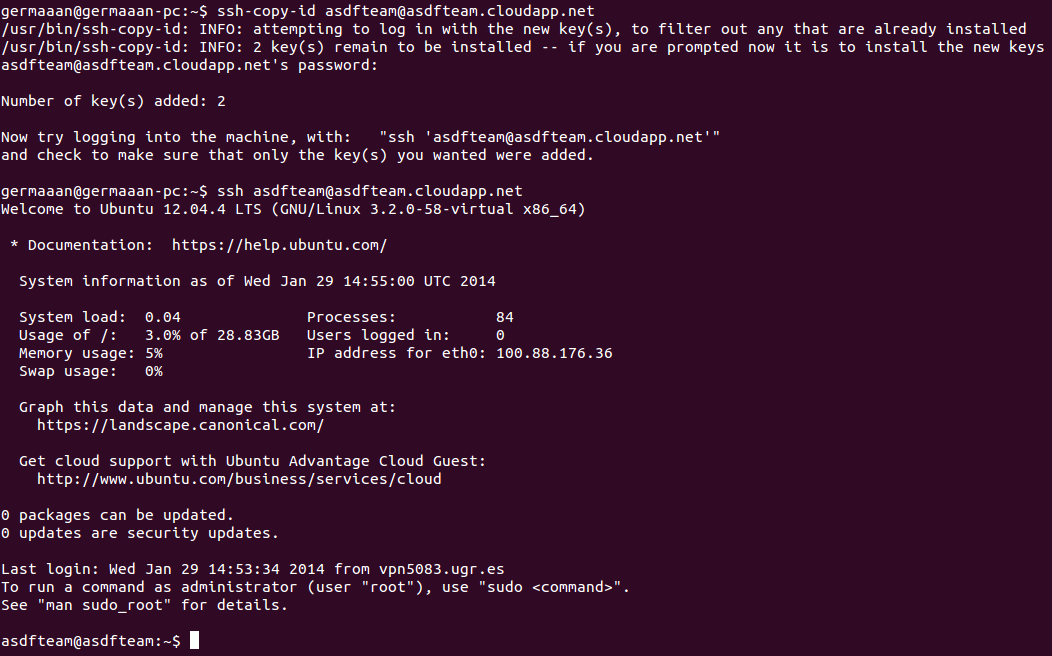 germaaan@germaaan-pc:~$ ssh-copy-id asdfteam@asdfteam.cloudapp.net
/usr/bin/ssh-copy-id: INFO: attempting to log in with the new key(s), to filter out any that are already installed
/usr/bin/ssh-copy-id: INFO: 2 key(s) remain to be installed -- if you are prompted now it is to install the new keys
asdfteam@asdfteam.cloudapp.net's password:
Number of key(s) added: 2
Now try logging into the machine, with:   "ssh 'asdfteam@asdfteam.cloudapp.net'"
and check to make sure that only the key(s) you wanted were added.
germaaan@germaaan-pc:~$ ssh asdfteam@asdfteam.cloudapp.net
Welcome to Ubuntu 12.04.4 LTS (GNU/Linux 3.2.0-58-virtual x86_64)
 * Documentation:  https://help.ubuntu.com/
  System information as of Wed Jan 29 14:55:00 UTC 2014
  System load:  0.04              Processes:           84
  Usage of /:   3.0% of 28.83GB   Users logged in:     0
  Memory usage: 5%                IP address for eth0: 100.88.176.36
  Swap usage:   0%
  Graph this data and manage this system at:
    https://landscape.canonical.com/
  Get cloud support with Ubuntu Advantage Cloud Guest:
    http://www.ubuntu.com/business/services/cloud
0 packages can be updated.
0 updates are security updates.
Last login: Wed Jan 29 14:53:34 2014 from vpn5083.ugr.es
To run a command as administrator (user "root"), use "sudo <command>".
See "man sudo_root" for details.
asdfteam@asdfteam:~$